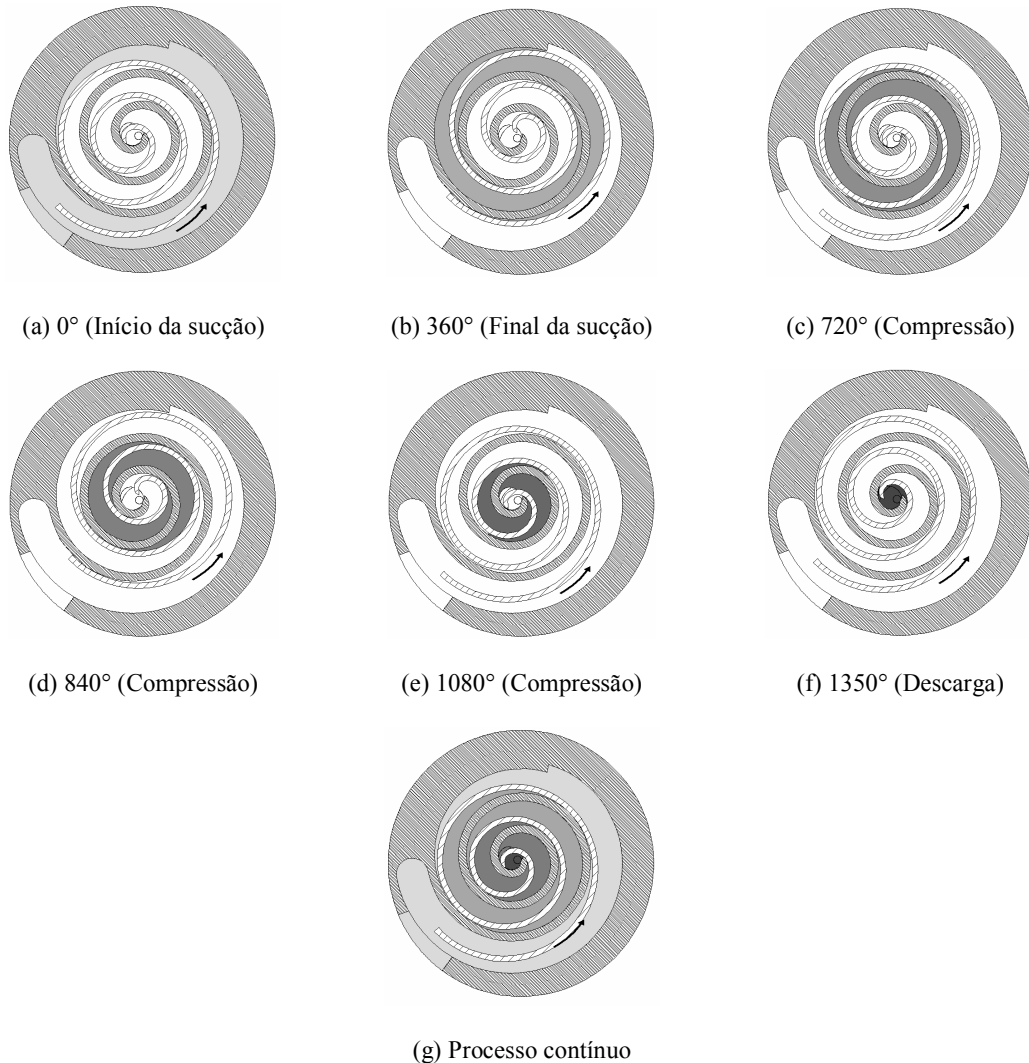 (a) 0° (Início da sucção)
(b) 360° (Final da sucção)
(c) 720° (Compressão)
(d) 840° (Compressão)
(e) 1080° (Compressão)
(f) 1350° (Descarga)
(g) Processo contínuo